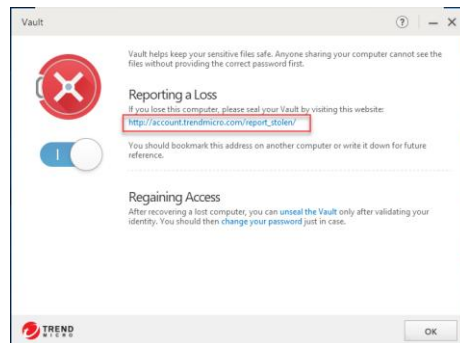 Vault
Vault helps keep your sensitive files safe. Anyone sharing your computer cannot see the
files without providing the correct password first.
Reporting a Loss
If you lose this computer, please seal your Vault by visiting this website:
http://account.trendmicro.com/report_stolen/
You should bookmark this address on another computer or write it down for future
reference.
Regaining Access
After recovering a lost computer, you can unseal the Vault only after validating your
identity. You should then change your password just in case.
TREND
MICRO
OK